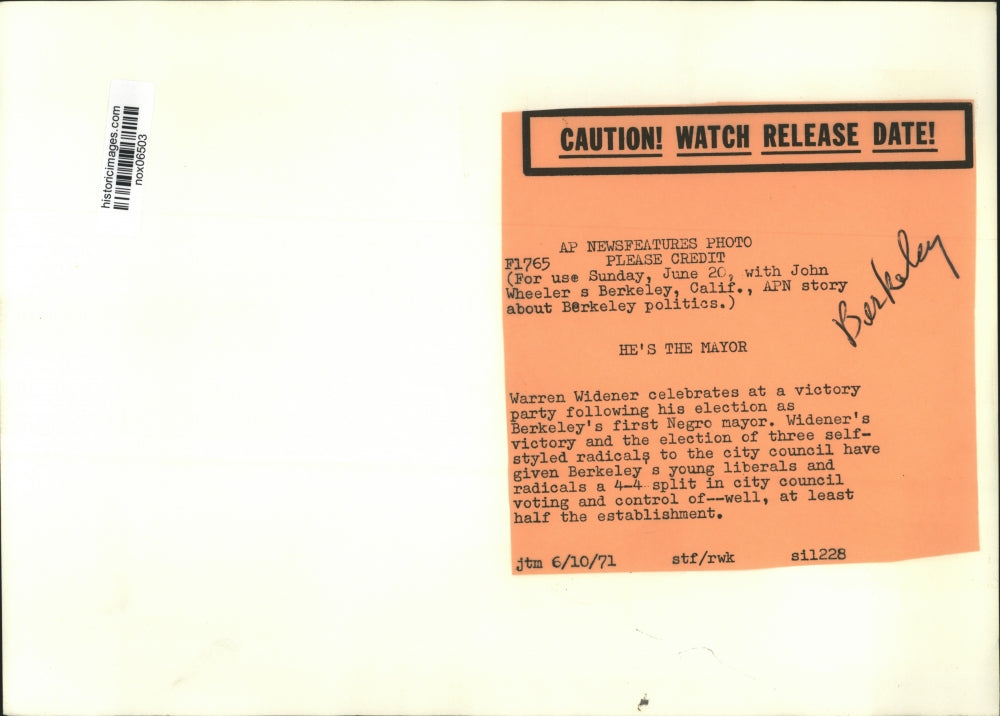 historicimages.com
nox06503
CAUTION! WATCH RELEASE DATE!
AP NEWSFEATURES PHOTO
F1765 PLEASE CREDIT
(For use Sunday, June 20, with John
Wheeler s Berkeley, Calif., APN story
about Berkeley politics.)
Berkeley
HE'S THE MAYOR
Warren Widener celebrates at a victory
party following his election as
Berkeley's first Negro mayor. Widener's
victory and the election of three self-
styled radicals to the city council have
given Berkeley s young liberals and
radicals a 4-4 split in city council
voting and control of--well, at least
half the establishment.
jtm 6/10/71 stf/rwk sil228